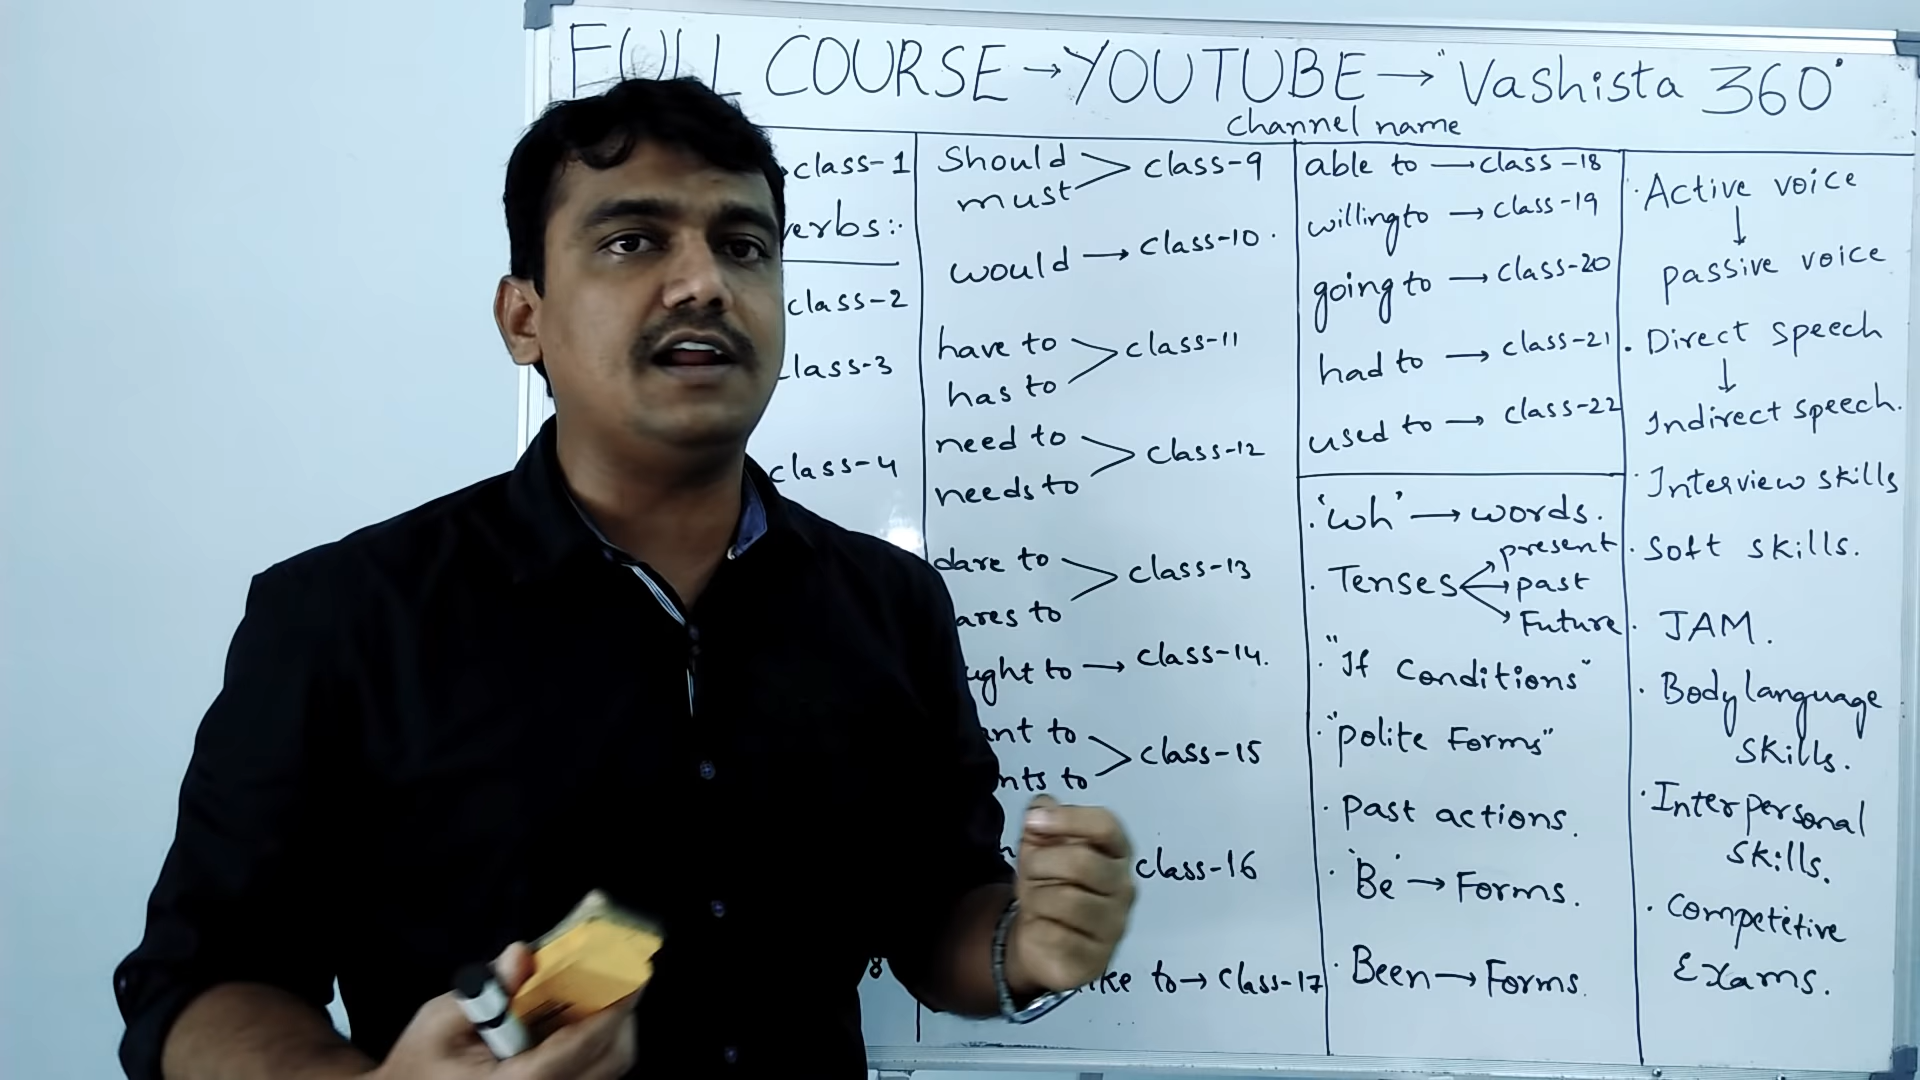 FULL COURSE → YOUTUBE → "Vashista 360°
channel name
class-1
verbs:-
class-2
class-3
class-4
8
Should
must
class-9
would → class-10.
have to
has to
class-11
need to
needs to
class-12
dare to
ares to
class-13
ught to → class-14.
ant to
nts to
class-15
class-16
ike to → class-17
able to — class-18
willing to → class-19
going to → class-20
had to → class-21
used to → class-22
. 'wh' → words.
. Tenses
present
past
Future
. "If Conditions"
. "polite Forms"
. past actions.
. 'Be' → Forms.
. Been → Forms.
. Active voice
↓
passive voice
. Direct speech
↓
Indirect speech.
. Interview skills
. Soft skills.
. JAM.
. Body language
skills.
. Interpersonal
skills.
. Competetive
Exams.